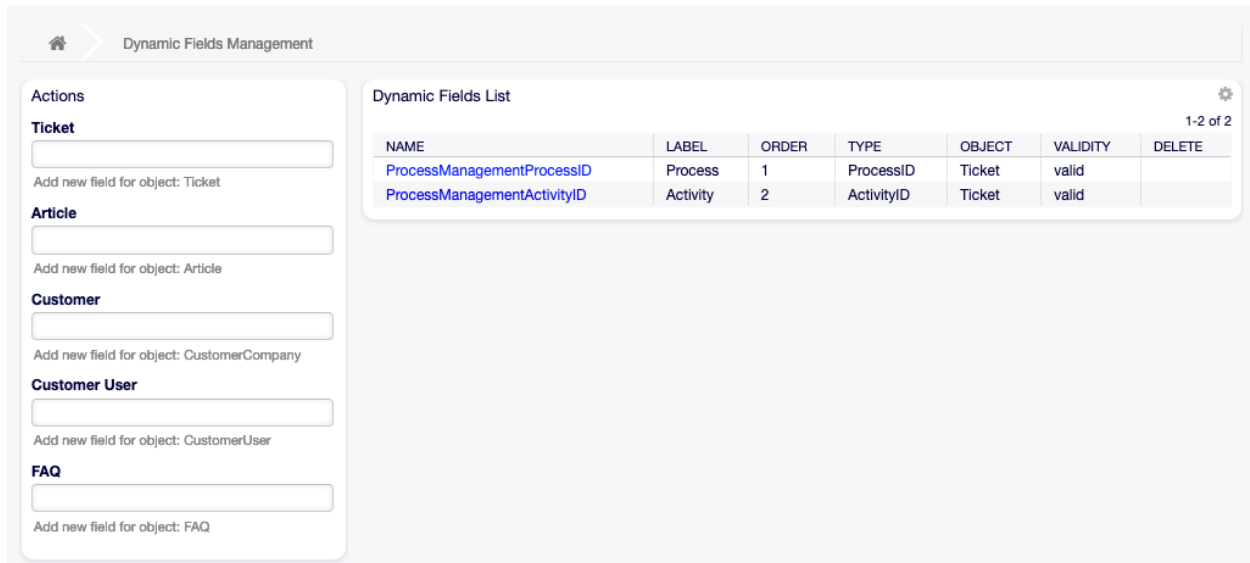 Dynamic Fields Management
Actions
Ticket
Add new field for object: Ticket
Article
Add new field for object: Article
Customer
Add new field for object: CustomerCompany
Customer User
Add new field for object: CustomerUser
FAQ
Add new field for object: FAQ
Dynamic Fields List
1-2 of 2
NAME LABEL ORDER TYPE OBJECT VALIDITY DELETE
ProcessManagementProcessID Process 1 ProcessID Ticket valid
ProcessManagementActivityID Activity 2 ActivityID Ticket valid